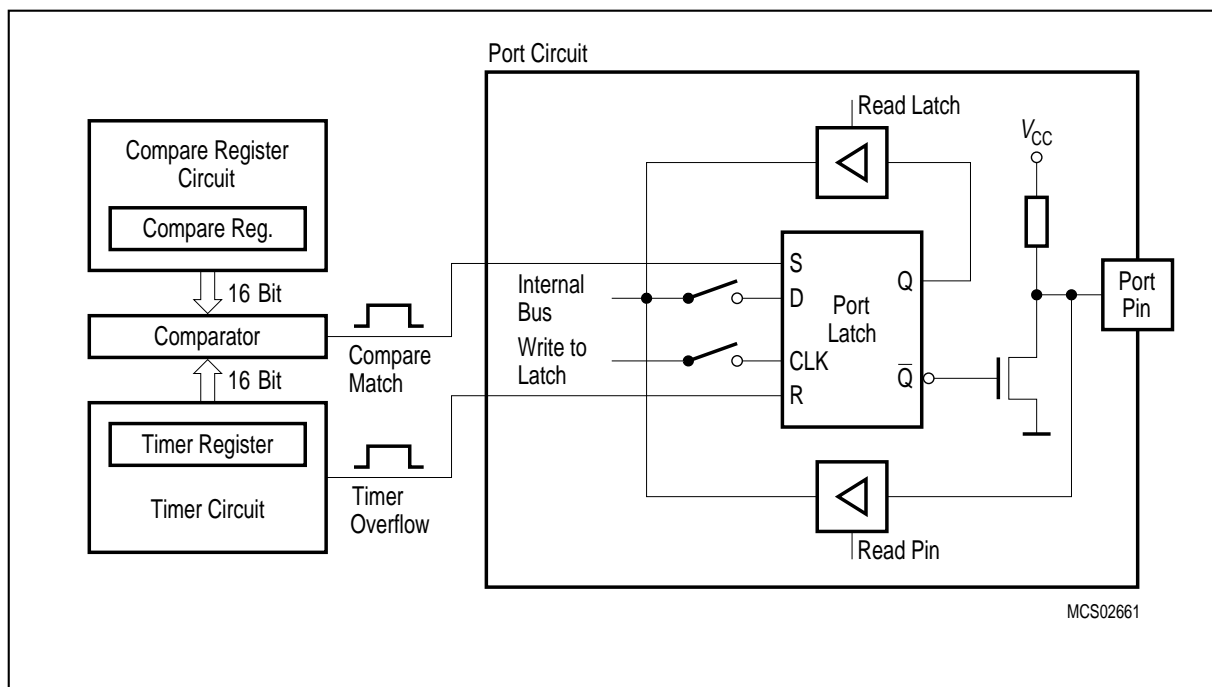 Port Circuit
Compare Register
Circuit
Compare Reg.
16 Bit
Comparator
16 Bit
Timer Register
Timer Circuit
Compare
Match
Timer
Overflow
Read Latch
VCC
Internal
Bus
Write to
Latch
S
D
CLK
R
Port
Latch
Q
Q̅
Port
Pin
Read Pin
MCS02661